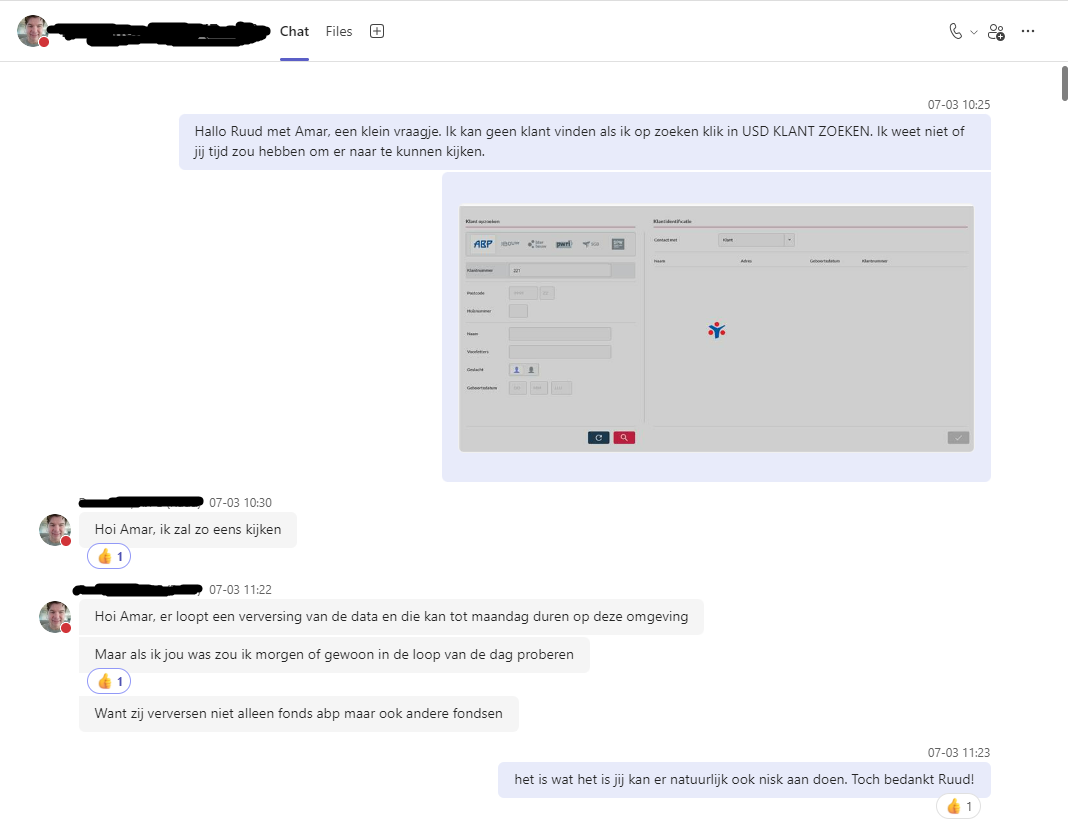 Chat Files
07-03 10:25
Hallo Ruud met Amar, een klein vraagje. Ik kan geen klant vinden als ik op zoeken klik in USD KLANT ZOEKEN. Ik weet niet of
jij tijd zou hebben om er naar te kunnen kijken.
Klant opzoeken
Klantidentificatie
ABP
pwri
Contact met Klant
Klantnummer 221
Naam Adres Geboortedatum Klantnummer
Postcode
Huisnummer
Naam
Voorletters
Geslacht
Geboortedatum
07-03 10:30
Hoi Amar, ik zal zo eens kijken
1
07-03 11:22
Hoi Amar, er loopt een verversing van de data en die kan tot maandag duren op deze omgeving
Maar als ik jou was zou ik morgen of gewoon in de loop van de dag proberen
1
Want zij verversen niet alleen fonds abp maar ook andere fondsen
07-03 11:23
het is wat het is jij kan er natuurlijk ook nisk aan doen. Toch bedankt Ruud!
1